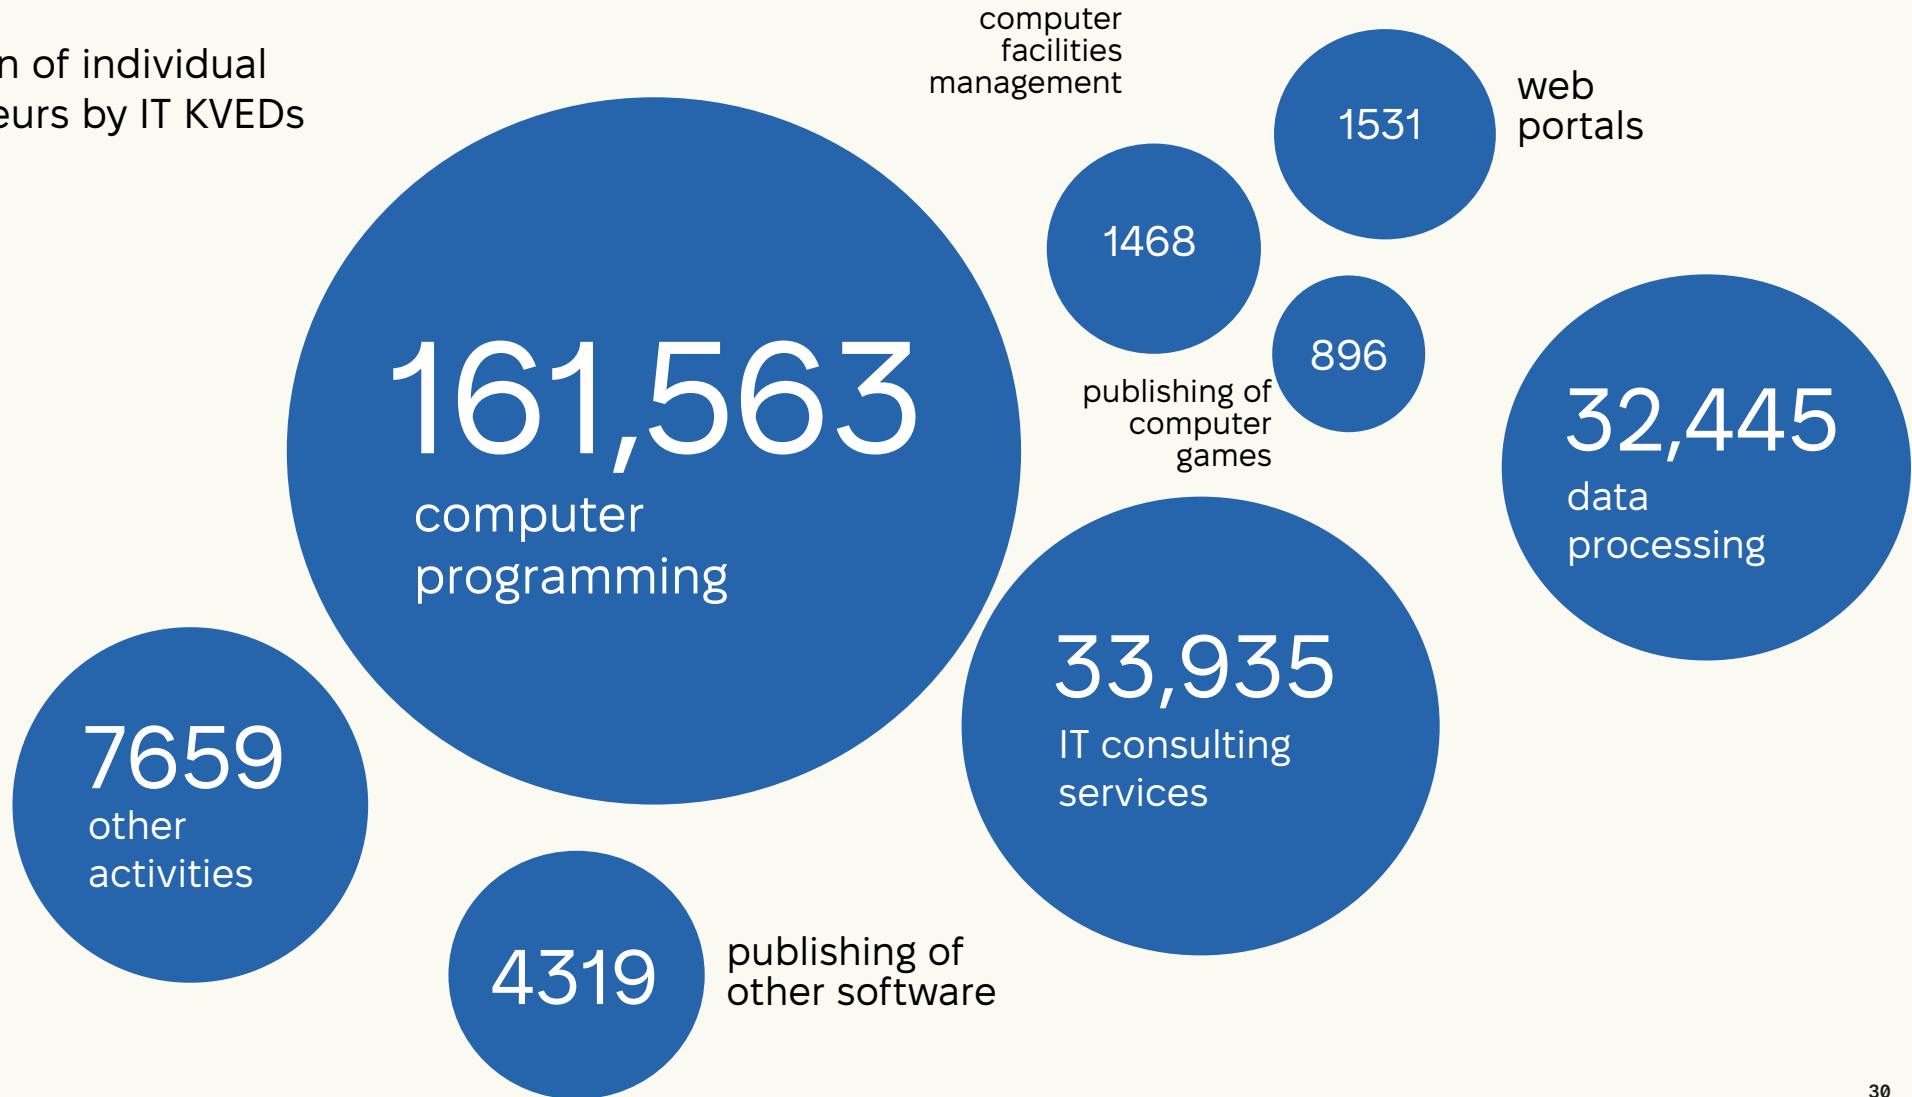 of individual
by IT KVEDs
computer
facilities
management
1468
1531
web
portals
896
publishing of
computer
games
161,563
computer
programming
32,445
data
processing
33,935
IT consulting
services
7659
other
activities
4319
publishing of
other software
30